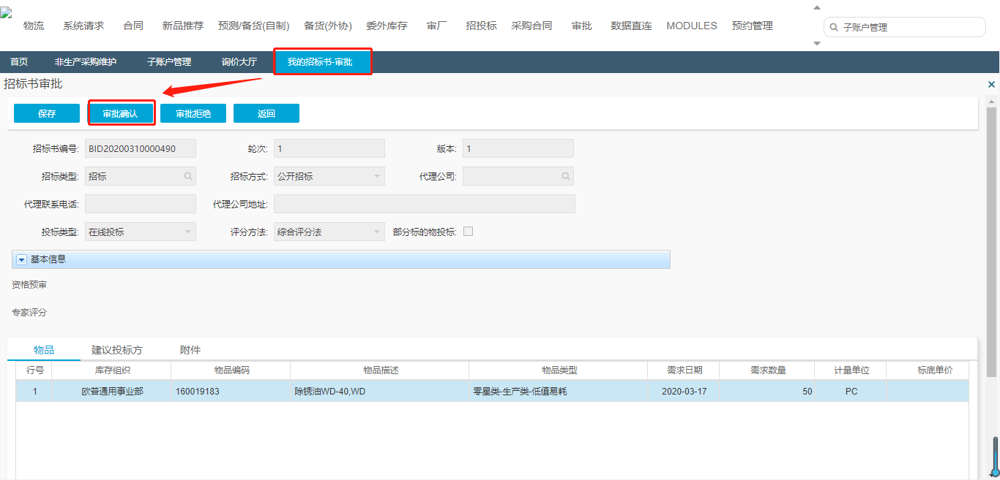 物流 系统请求 合同 新品推荐 预测/备货(自制) 备货(外协) 委外库存 审厂 招投标 采购合同 审批 数据直连 MODULES 预约管理 子账户管理
首页 非生产采购维护 子账户管理 询价大厅 我的招标书-审批
招标书审批
保存 审批确认 审批拒绝 返回
招标书编号: BID20200310000490 轮次: 1 版本: 1
招标类型: 招标 招标方式: 公开招标 代理公司:
代理联系电话: 代理公司地址:
投标类型: 在线投标 评分方法: 综合评分法 部分标的物投标:
基本信息
资格预审
专家评分
物品 建议投标方 附件
行号 库存组织 物品编码 物品描述 物品类型 需求日期 需求数量 计量单位 标底单价
1 欧普通用事业部 160019183 除锈油WD-40,WD 零星类-生产类-低值易耗 2020-03-17 50 PC